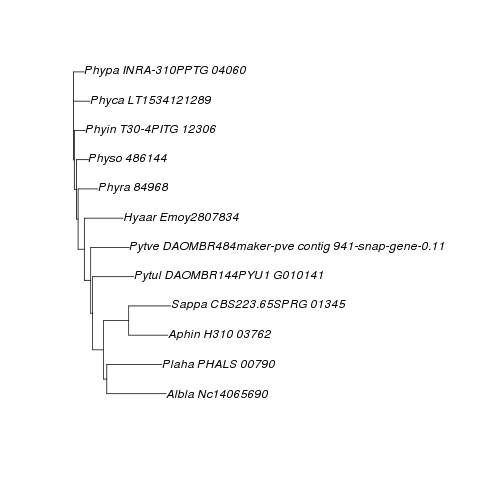 Phypa INRA-310PPTG 04060
Phyca LT1534121289
Phyin T30-4PITG 12306
Physo 486144
Phyra 84968
Hyaar Emoy2807834
Pytve DAOMBR484maker-pve contig 941-snap-gene-0.11
Pytul DAOMBR144PYU1 G010141
Sappa CBS223.65SPRG 01345
Aphin H310 03762
Plaha PHALS 00790
Albla Nc14065690